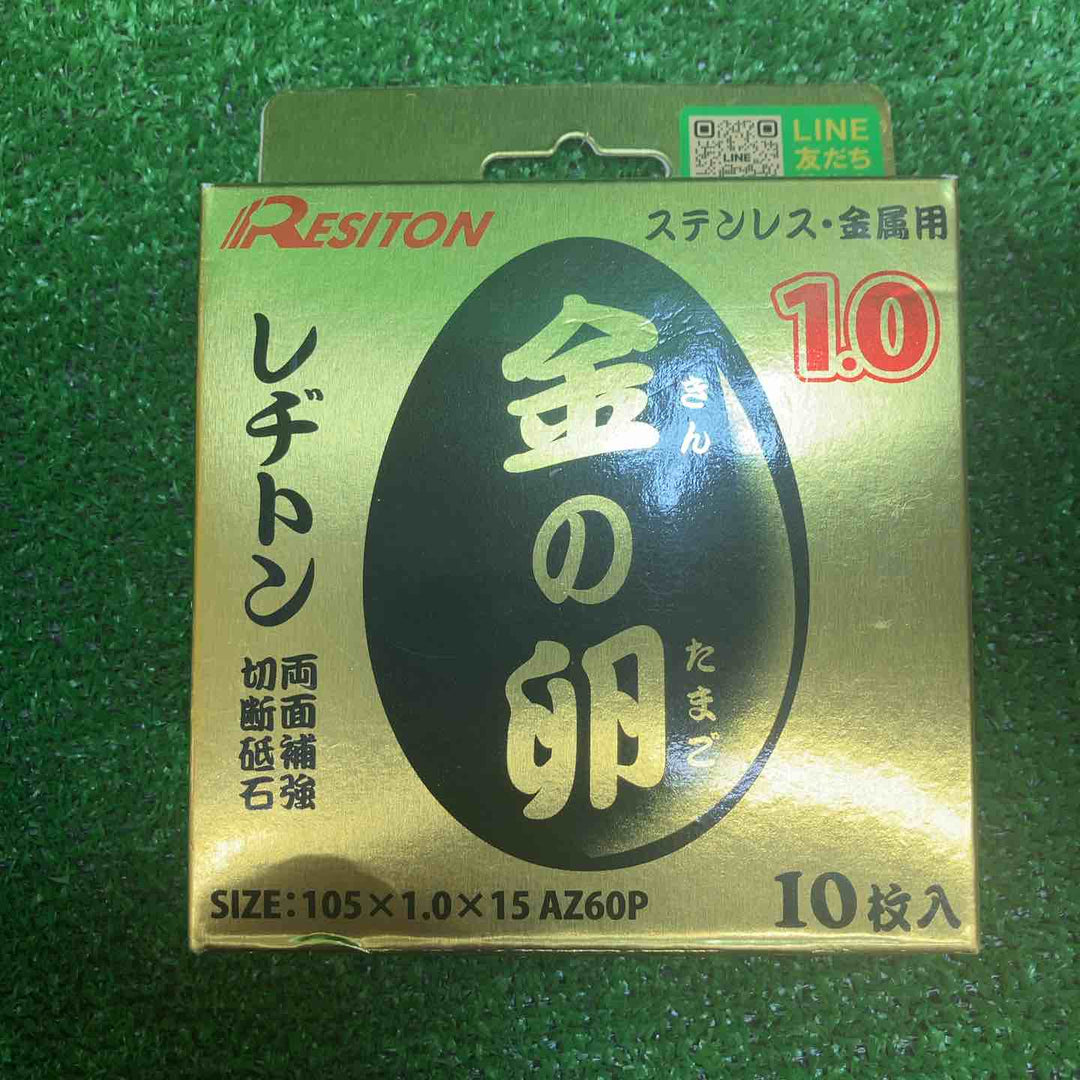 LINE
友だち
LINE
RESITON
ステンレス・金属用
1.0
レヂトン
金の卵
きん
たまご
両面補強
切断砥石
SIZE:105×1.0×15 AZ60P
10枚入